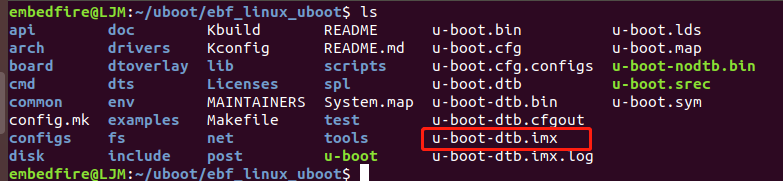 embedfire@LJM:~/uboot/ebf_linux_uboot$ ls
api doc Kbuild README u-boot.bin u-boot.lds
arch drivers Kconfig README.md u-boot.cfg u-boot.map
board dtoverlay lib scripts u-boot.cfg.configs u-boot-nodtb.bin
cmd dts Licenses spl u-boot.dtb u-boot.srec
common env MAINTAINERS System.map u-boot-dtb.bin u-boot.sym
config.mk examples Makefile test u-boot-dtb.cfgout
configs fs net tools u-boot-dtb.imx
disk include post u-boot u-boot-dtb.imx.log
embedfire@LJM:~/uboot/ebf_linux_uboot$